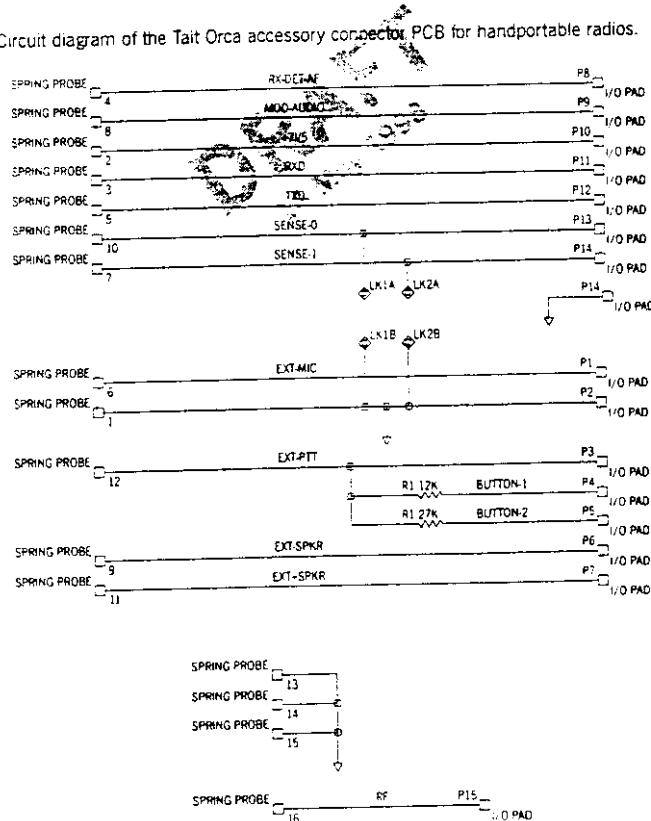 Circuit diagram of the Tait Orca accessory connector PCB for handportable radios.
SPRING PROBE 4 RX-DET-AF P8 I/O PAD
SPRING PROBE 8 MOD-AUDIO P9 I/O PAD
SPRING PROBE 2 7V5 P10 I/O PAD
SPRING PROBE 3 RXD P11 I/O PAD
SPRING PROBE 5 P12 I/O PAD
SPRING PROBE 10 SENSE-0 P13 I/O PAD
SPRING PROBE 7 SENSE-1 P14 I/O PAD
LK1A LK2A P14 I/O PAD
LK1B LK2B
SPRING PROBE 6 EXT-MIC P1 I/O PAD
SPRING PROBE 1 P2 I/O PAD
SPRING PROBE 12 EXT-PTT P3 I/O PAD
R1 12K BUTTON-1 P4 I/O PAD
R1 27K BUTTON-2 P5 I/O PAD
SPRING PROBE 9 EXT-SPKR P6 I/O PAD
SPRING PROBE 11 EXT+SPKR P7 I/O PAD
SPRING PROBE 13
SPRING PROBE 14
SPRING PROBE 15
SPRING PROBE 16 RF P15 I/O PAD